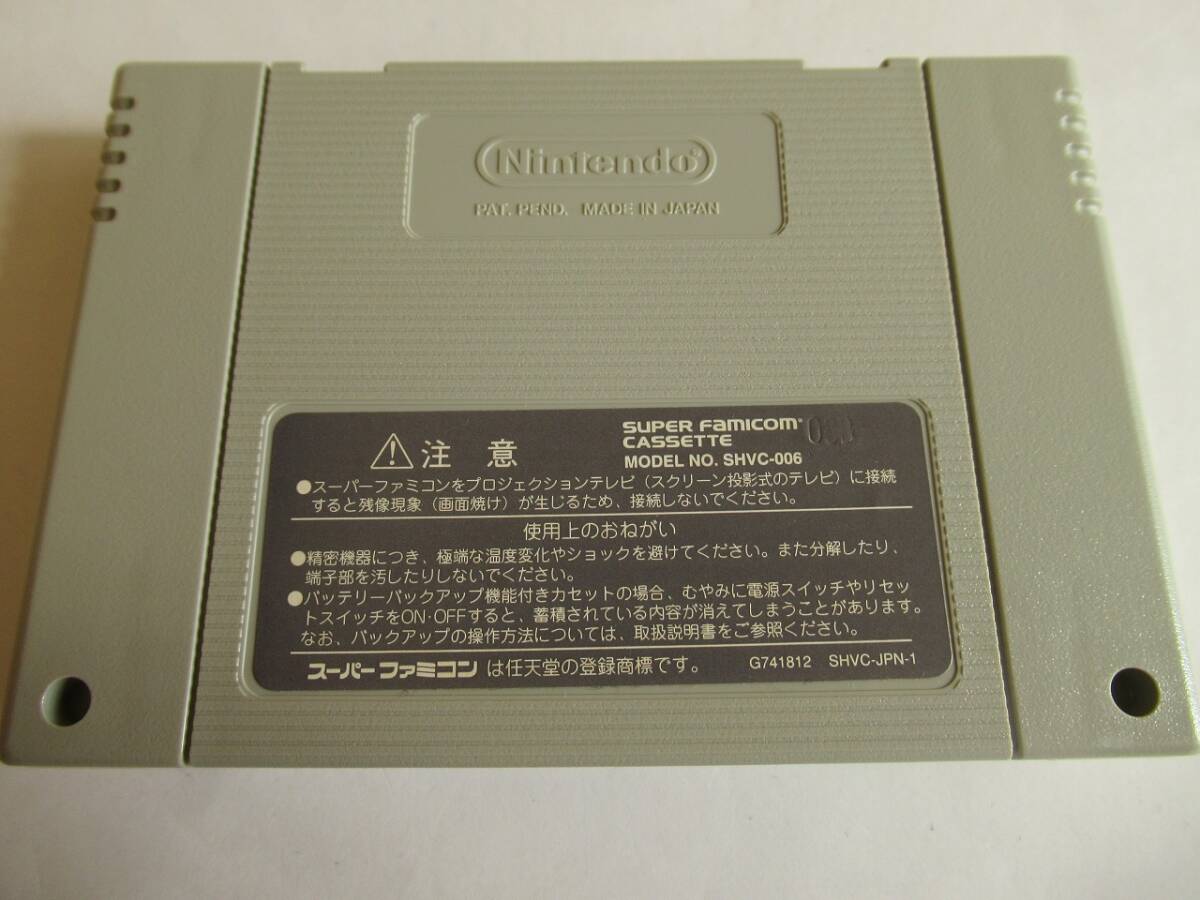 Nintendo®
PAT. PEND. MADE IN JAPAN
注意
SUPER FAMICOM
CASSETTE
MODEL NO. SHVC-006
●スーパーファミコンをプロジェクションテレビ(スクリーン投影式のテレビ)に接続
すると残像現象(画面焼け)が生じるため、接続しないでください。
使用上のおねがい
●精密機器につき、極端な温度変化やショックを避けてください。また分解したり、
端子部を汚したりしないでください。
●バッテリーバックアップ機能付きカセットの場合、むやみに電源スイッチやリセッ
トスイッチをON・OFFすると、蓄積されている内容が消えてしまうことがあります。
なお、バックアップの操作方法については、取扱説明書をご参照ください。
スーパーファミコンは任天堂の登録商標です。 G741812 SHVC-JPN-1